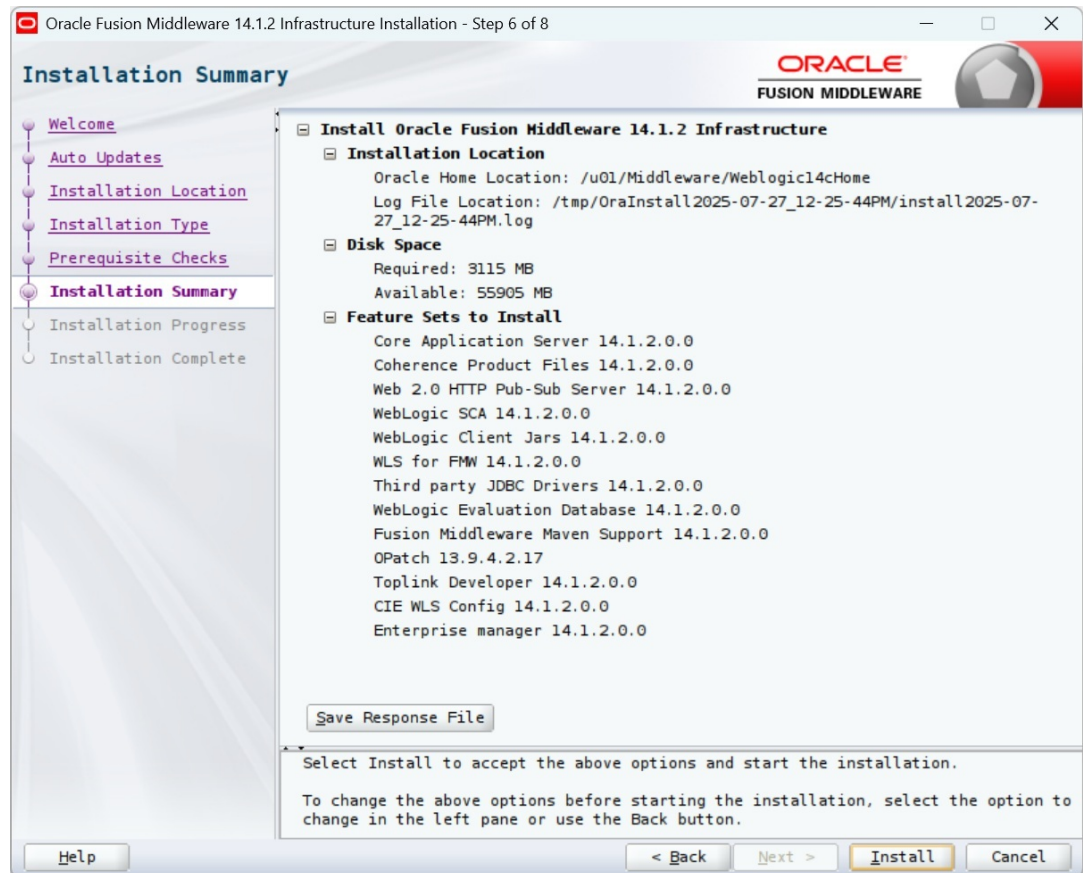 Oracle Fusion Middleware 14.1.2 Infrastructure Installation - Step 6 of 8
Installation Summary
ORACLE
FUSION MIDDLEWARE
Welcome
Auto Updates
Installation Location
Installation Type
Prerequisite Checks
Installation Summary
Installation Progress
Installation Complete
Install Oracle Fusion Middleware 14.1.2 Infrastructure
Installation Location
Oracle Home Location: /u01/Middleware/Weblogic14cHome
Log File Location: /tmp/OraInstall2025-07-27_12-25-44PM/install2025-07-
27_12-25-44PM.log
Disk Space
Required: 3115 MB
Available: 55905 MB
Feature Sets to Install
Core Application Server 14.1.2.0.0
Coherence Product Files 14.1.2.0.0
Web 2.0 HTTP Pub-Sub Server 14.1.2.0.0
WebLogic SCA 14.1.2.0.0
WebLogic Client Jars 14.1.2.0.0
WLS for FMW 14.1.2.0.0
Third party JDBC Drivers 14.1.2.0.0
WebLogic Evaluation Database 14.1.2.0.0
Fusion Middleware Maven Support 14.1.2.0.0
OPatch 13.9.4.2.17
Toplink Developer 14.1.2.0.0
CIE WLS Config 14.1.2.0.0
Enterprise manager 14.1.2.0.0
Save Response File
Select Install to accept the above options and start the installation.
To change the above options before starting the installation, select the option to
change in the left pane or use the Back button.
Help
< Back
Next >
Install
Cancel